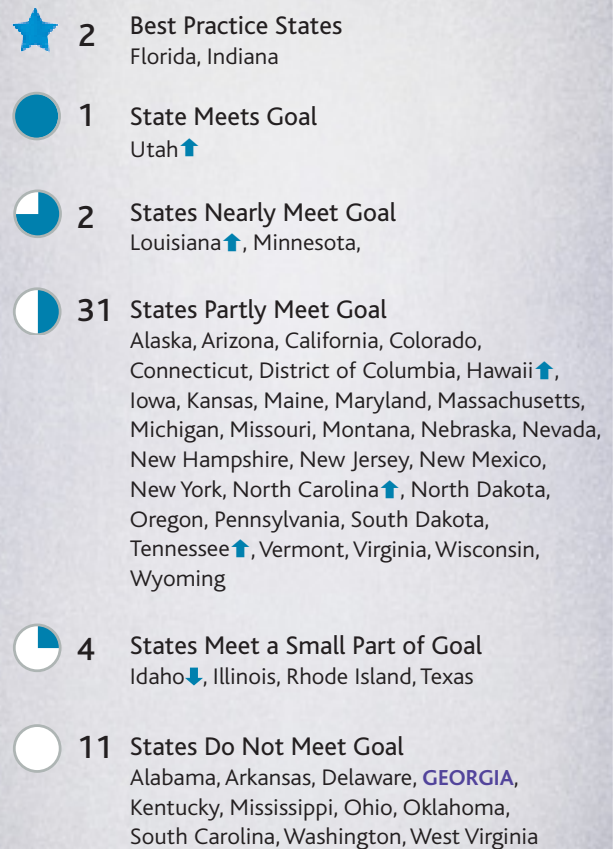 2 Best Practice States
Florida, Indiana
1 State Meets Goal
Utah⬆
2 States Nearly Meet Goal
Louisiana⬆, Minnesota,
31 States Partly Meet Goal
Alaska, Arizona, California, Colorado,
Connecticut, District of Columbia, Hawaii⬆,
Iowa, Kansas, Maine, Maryland, Massachusetts,
Michigan, Missouri, Montana, Nebraska, Nevada,
New Hampshire, New Jersey, New Mexico,
New York, North Carolina⬆, North Dakota,
Oregon, Pennsylvania, South Dakota,
Tennessee⬆, Vermont, Virginia, Wisconsin,
Wyoming
4 States Meet a Small Part of Goal
Idaho⬇, Illinois, Rhode Island, Texas
11 States Do Not Meet Goal
Alabama, Arkansas, Delaware, GEORGIA,
Kentucky, Mississippi, Ohio, Oklahoma,
South Carolina, Washington, West Virginia